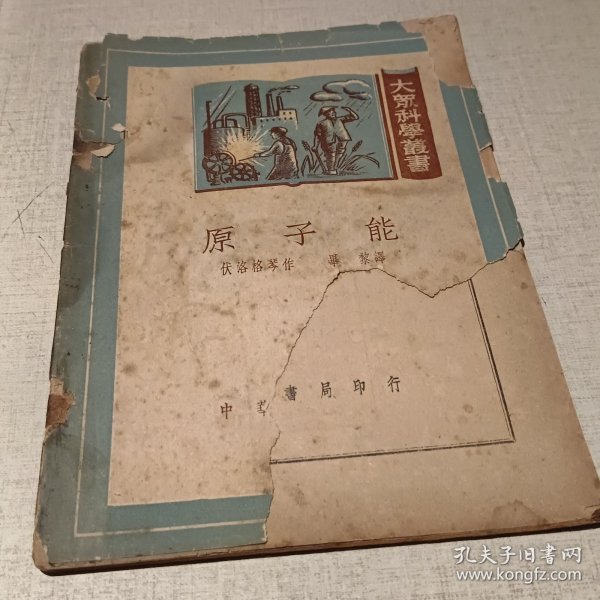 大眾科學叢書
原子能
伏洛格琴作 畢黎譯
中華書局印行
孔夫子旧书网
www.kongfz.com